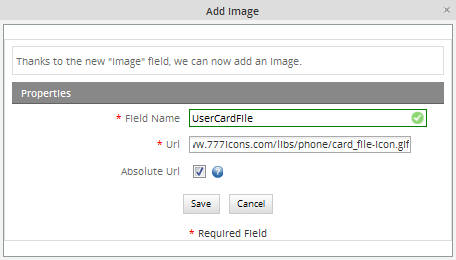 Add Image
Thanks to the new "Image" field, we can now add an image.
Properties
* Field Name UserCardFile
* Url w.777icons.com/libs/phone/card_file-icon.gif
Absolute Url
Save Cancel
* Required Field